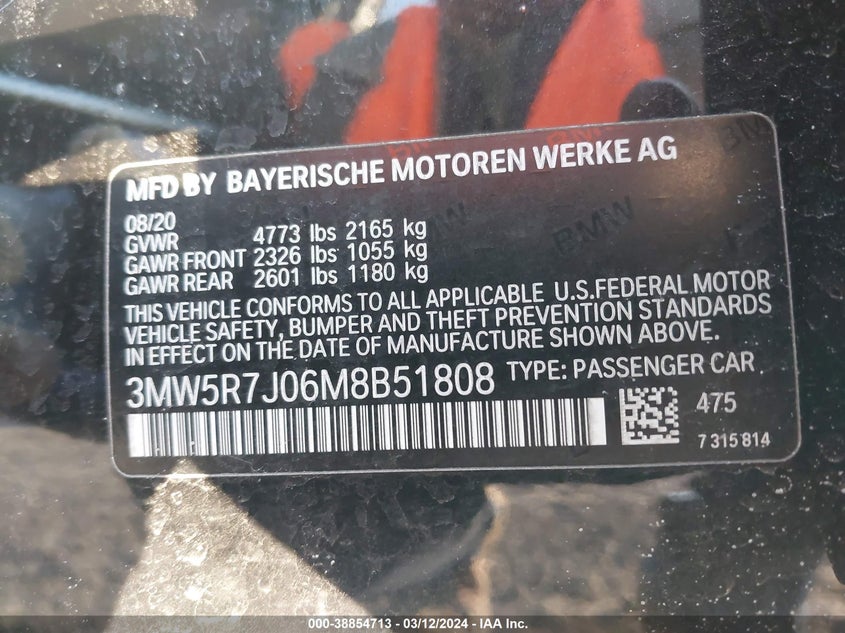 MFD BY BAYERISCHE MOTOREN WERKE AG
08/20
GVWR 4773 lbs 2165 kg
GAWR FRONT 2326 lbs 1055 kg
GAWR REAR 2601 lbs 1180 kg
THIS VEHICLE CONFORMS TO ALL APPLICABLE U.S.FEDERAL MOTOR
VEHICLE SAFETY, BUMPER AND THEFT PREVENTION STANDARDS
IN EFFECT ON THE DATE OF MANUFACTURE SHOWN ABOVE.
3MW5R7J06M8B51808 TYPE: PASSENGER CAR
475
7 315 814
BMW
BMW
BMW
000-38854713 - 03/12/2024 - IAA Inc.